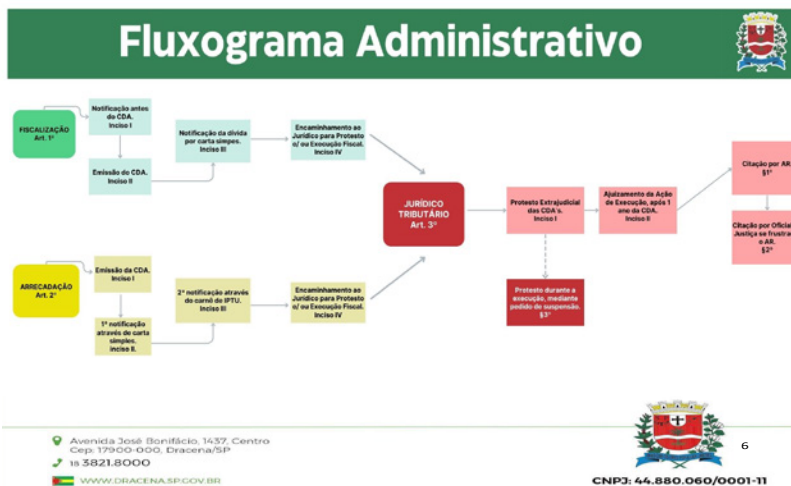 Fluxograma Administrativo
FISCALIZAÇÃO
Art. 1º
Notificação antes
do CDA.
Inciso I
Emissão do CDA.
Inciso II
Notificação da dívida
por carta simpes.
Inciso III
Encaminhamento ao
Jurídico para Protesto
e/ ou Execução Fiscal.
Inciso IV
ARRECADAÇÃO
Art. 2º
Emissão da CDA.
Inciso I
1ª notificação
através de carta
simples.
inciso II.
2ª notificação através
do carnê de IPTU.
Inciso III
Encaminhamento ao
Jurídico para Protesto
e/ ou Execução Fiscal.
Inciso IV
JURÍDICO
TRIBUTÁRIO
Art. 3º
Protesto Extrajudicial
das CDA's.
Inciso I
Ajuizamento da Ação
de Execução, após 1
ano da CDA.
Inciso II
Protesto durante a
execução, mediante
pedido de suspensão.
§3º
Citação por AR.
§1º
Citação por Oficial
Justiça se frustra
o AR.
§2º
Avenida José Bonifácio, 1437, Centro
Cep: 17900-000, Dracena/SP
18 3821.8000
WWW.DRACENA.SP.GOV.BR
6
CNPJ: 44.880.060/0001-11